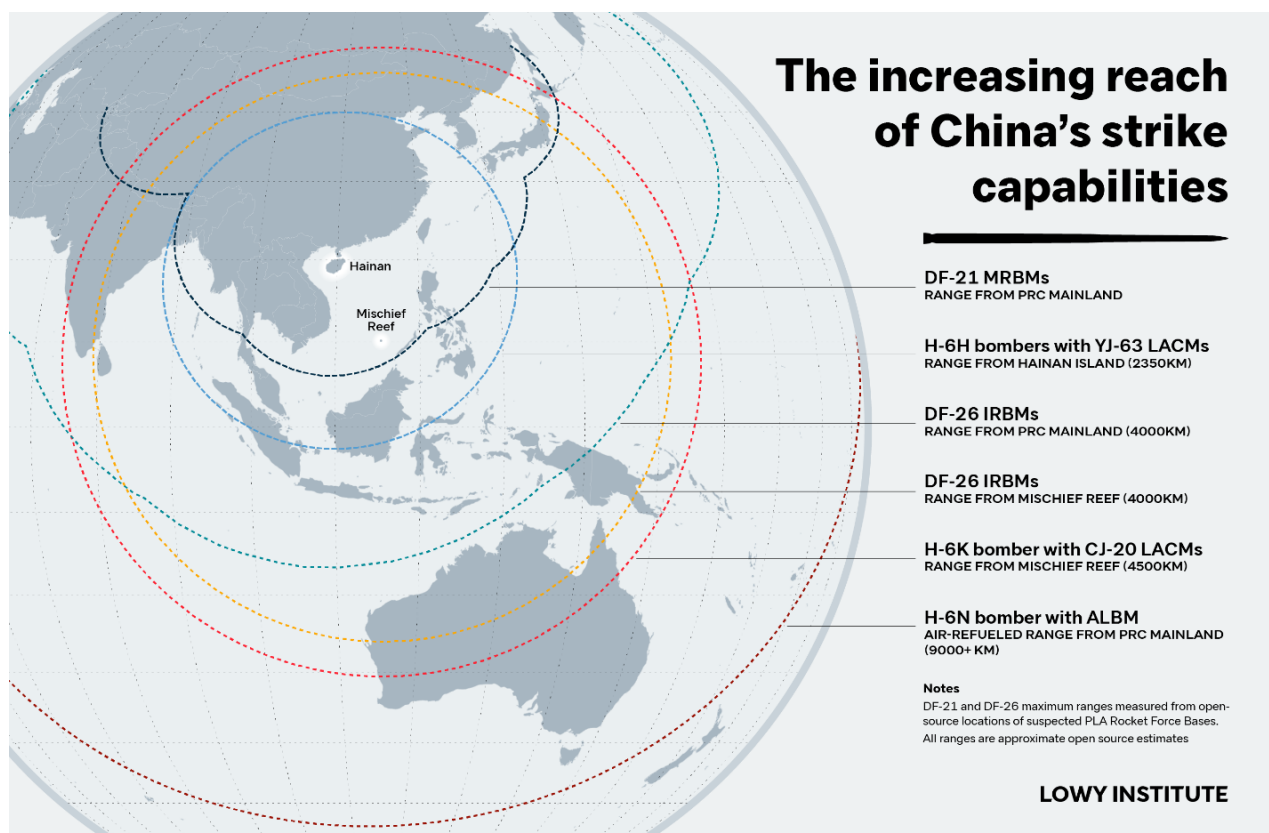 The increasing reach
of China's strike
capabilities
Hainan
Mischief
Reef
DF-21 MRBMs
RANGE FROM PRC MAINLAND
H-6H bombers with YJ-63 LACMs
RANGE FROM HAINAN ISLAND (2350KM)
DF-26 IRBMs
RANGE FROM PRC MAINLAND (4000KM)
DF-26 IRBMs
RANGE FROM MISCHIEF REEF (4000KM)
H-6K bomber with CJ-20 LACMs
RANGE FROM MISCHIEF REEF (4500KM)
H-6N bomber with ALBM
AIR-REFUELED RANGE FROM PRC MAINLAND
(9000+ KM)
Notes
DF-21 and DF-26 maximum ranges measured from open-
source locations of suspected PLA Rocket Force Bases.
All ranges are approximate open source estimates
LOWY INSTITUTE